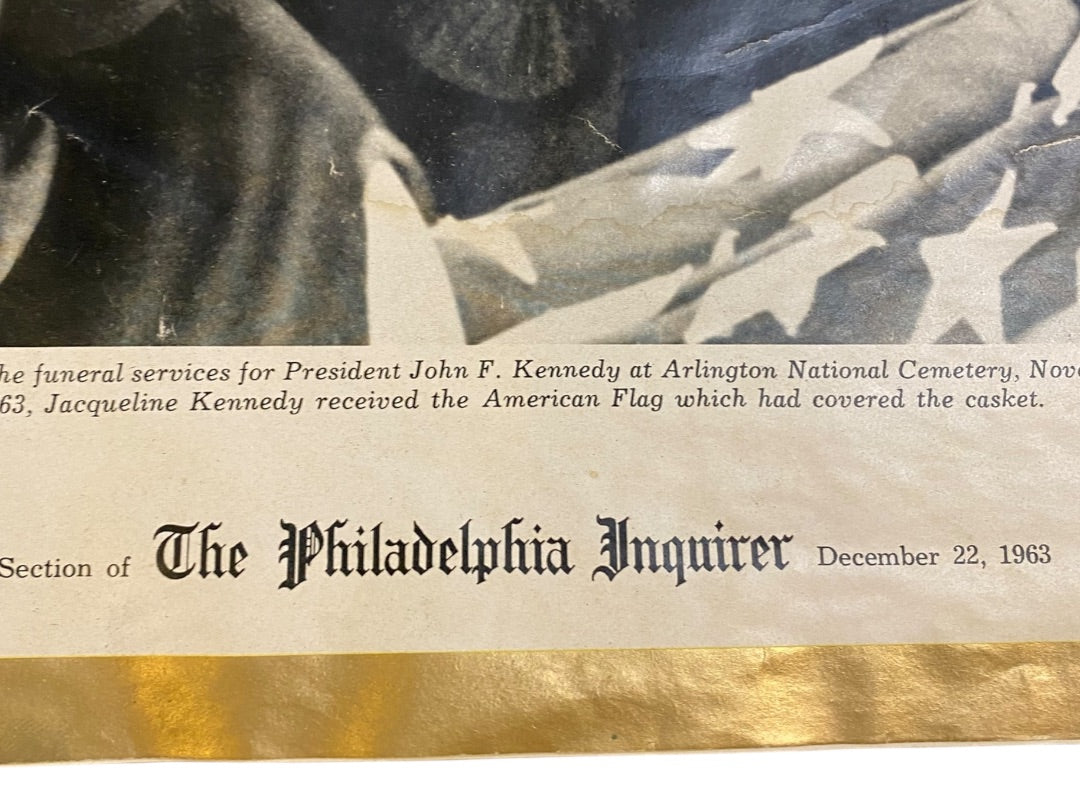 he funeral services for President John F. Kennedy at Arlington National Cemetery, Nove
63, Jacqueline Kennedy received the American Flag which had covered the casket.
Section of The Philadelphia Inquirer December 22, 1963